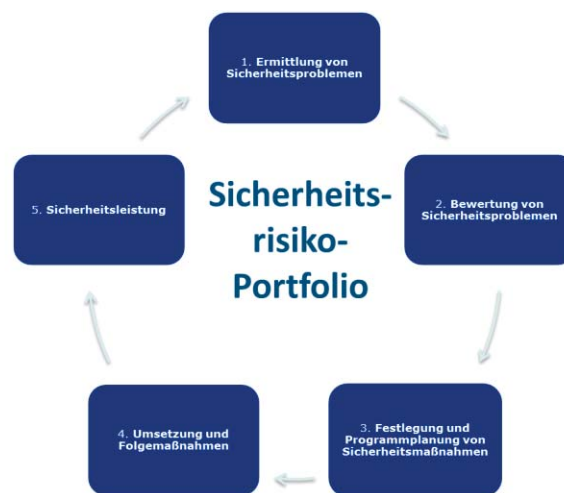 1. Ermittlung von
Sicherheitsproblemen
2. Bewertung von
Sicherheitsproblemen
3. Festlegung und
Programmplanung von
Sicherheitsmaßnahmen
4. Umsetzung und
Folgemaßnahmen
5. Sicherheitsleistung
Sicherheits-
risiko-
Portfolio